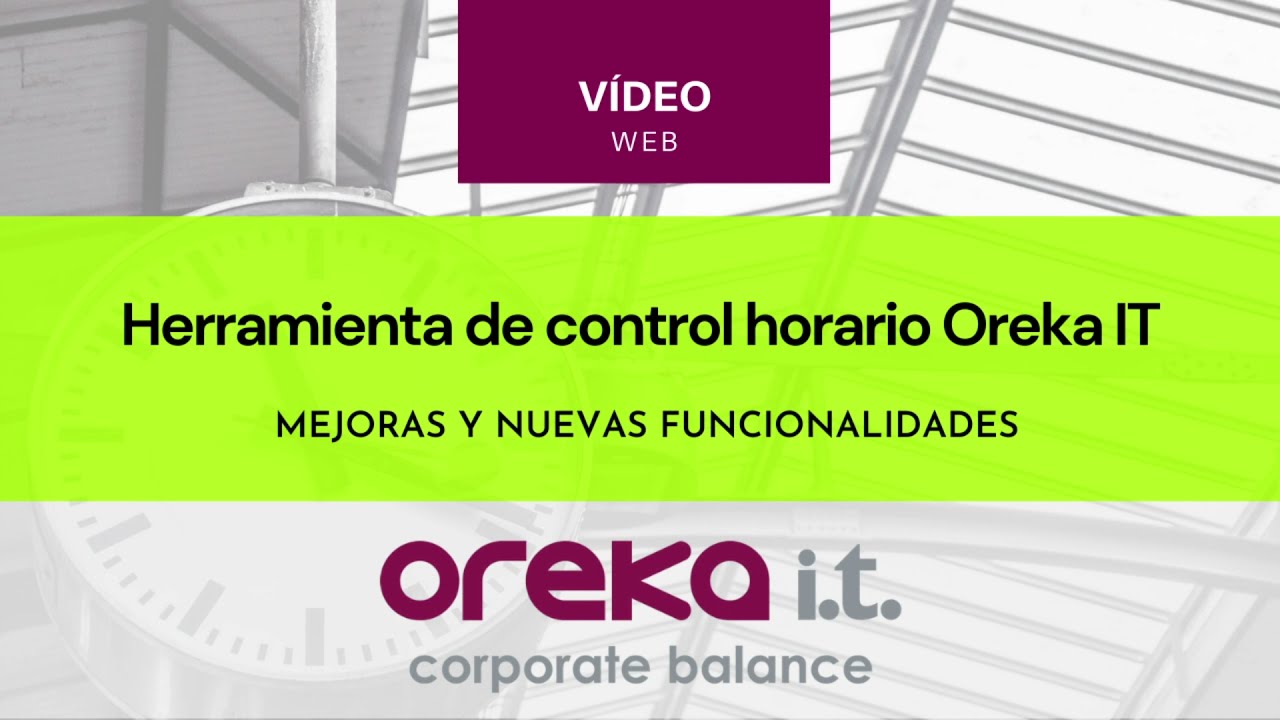 VÍDEO
WEB
Herramienta de control horario Oreka IT
MEJORAS Y NUEVAS FUNCIONALIDADES
oreka i.t.
corporate balance